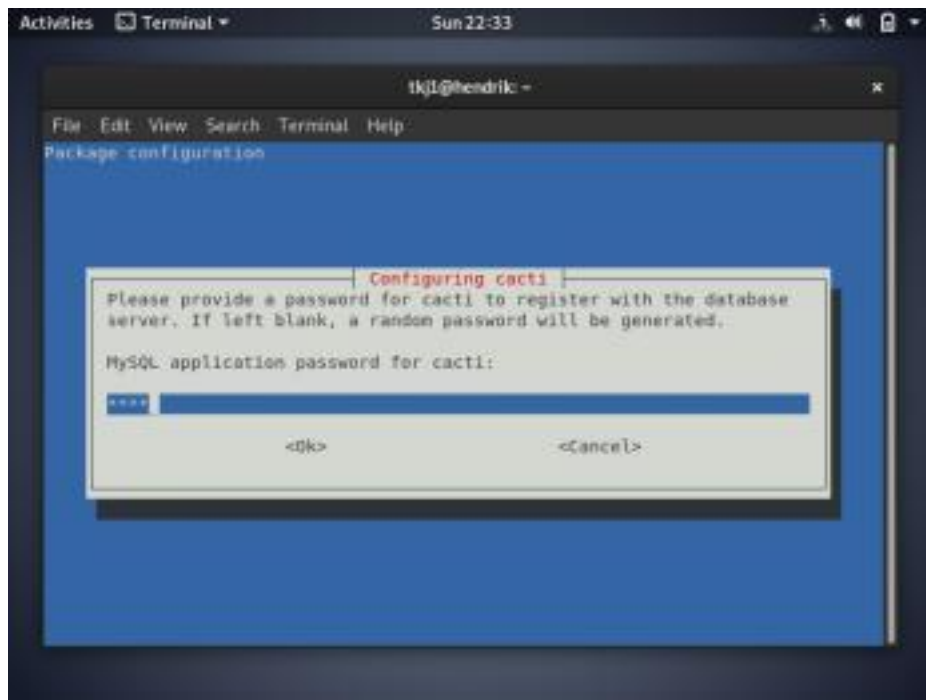 Activities Terminal Sun 22:33
tkj1@hendrik: ~
File Edit View Search Terminal Help
Package configuration
Configuring cacti
Please provide a password for cacti to register with the database
server. If left blank, a random password will be generated.
MySQL application password for cacti:
****
<Ok> <Cancel>